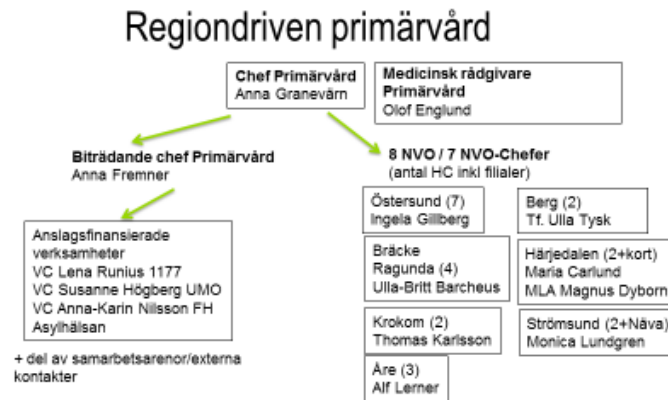 Regiondriven primärvård
Chef Primärvård
Anna Granevärn
Medicinsk rådgivare
Primärvård
Olof Englund
Biträdande chef Primärvård
Anna Fremner
8 NVO / 7 NVO-Chefer
(antal HC inkl filialer)
Anslagsfinansierade
verksamheter
VC Lena Runius 1177
VC Susanne Högberg UMO
VC Anna-Karin Nilsson FH
Asylhälsan
+ del av samarbetsarenor/externa
kontakter
Östersund (7)
Ingela Gillberg
Berg (2)
Tf. Ulla Tysk
Bräcke
Ragunda (4)
Ulla-Britt Barcheus
Härjedalen (2+kort)
Maria Carlund
MLA Magnus Dyborn
Krokom (2)
Thomas Karlsson
Strömsund (2+Näva)
Monica Lundgren
Åre (3)
Alf Lerner